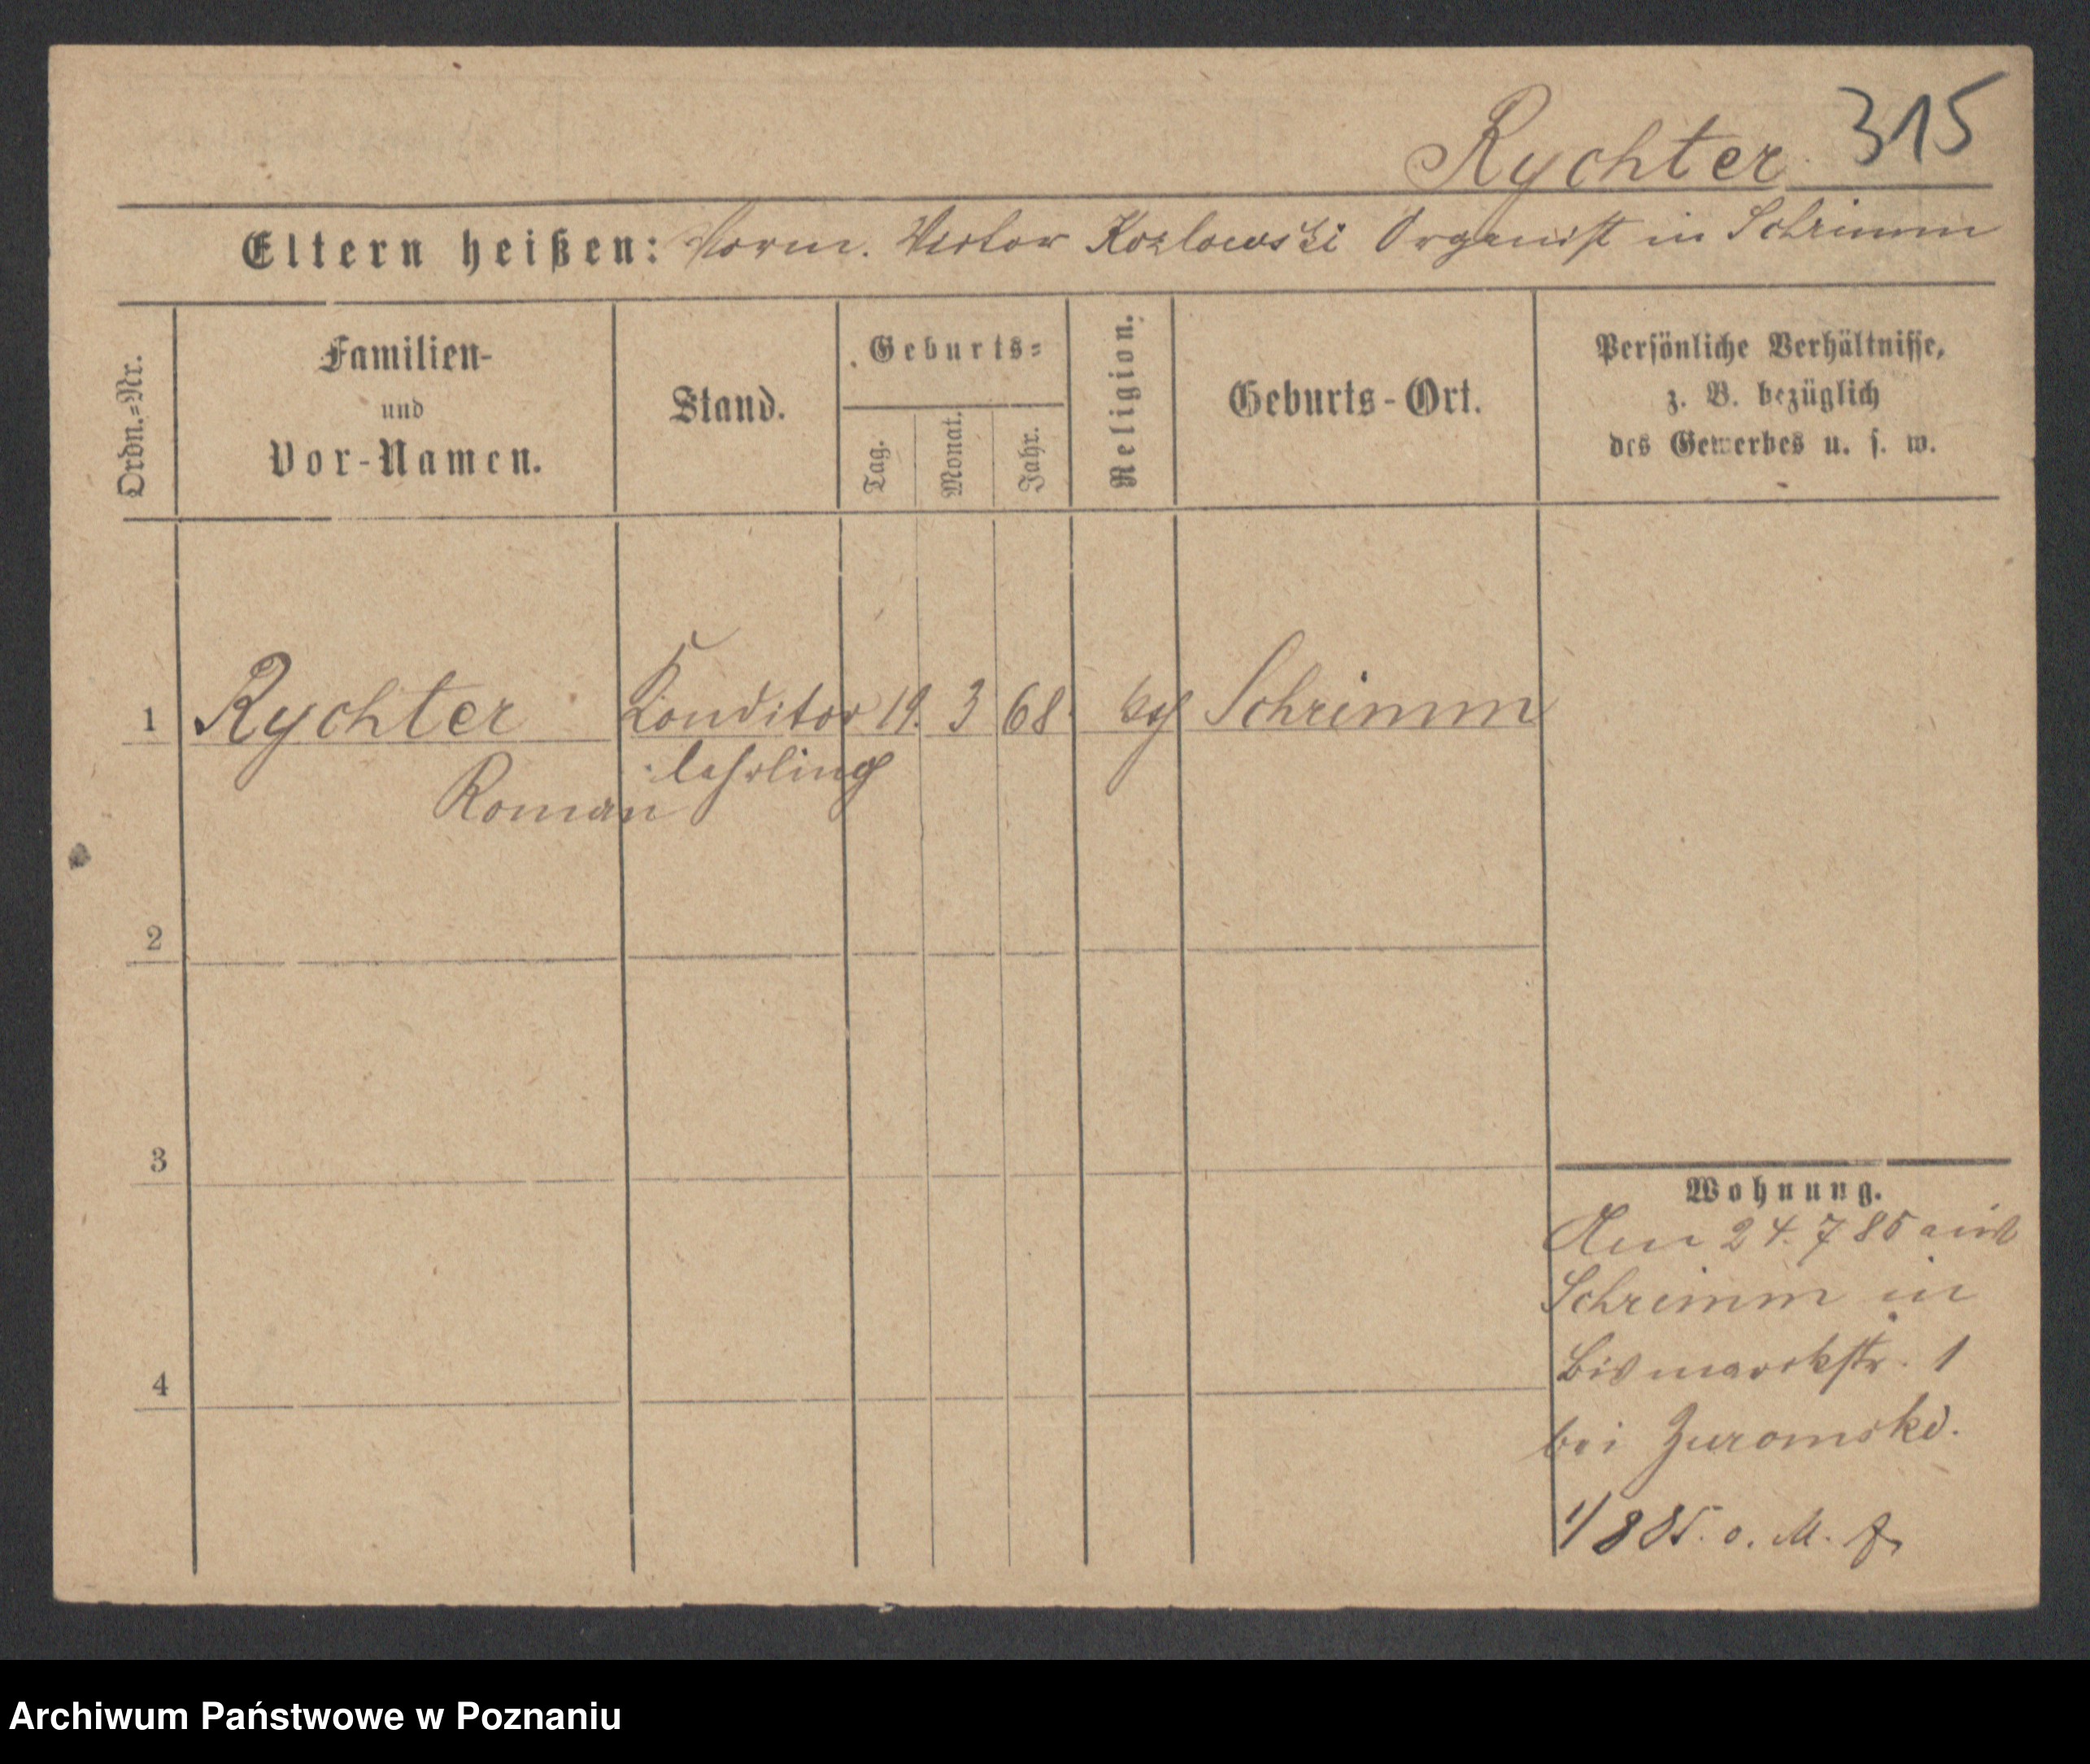 315
Rychter
Eltern heißen: Vorm. Victor Kozlowski Organist in Schrimm
Ordn.=Nr.
Familien-
und
Vor-Namen.
Stand.
Geburts=
Tag.
Monat.
Jahr.
Religion.
Geburts-Ort.
Persönliche Verhältnisse,
z. B. bezüglich
des Gewerbes u. s. w.
1 Rychter Konditor 19. 3 68 Schrimm
lehrling
Roman
2
3
4
Wohnung.
24. 7 85 aus
Schrimm in
Bismarckstr. 1
bei Zuromski.
1/8 85. o. M.
Archiwum Państwowe w Poznaniu